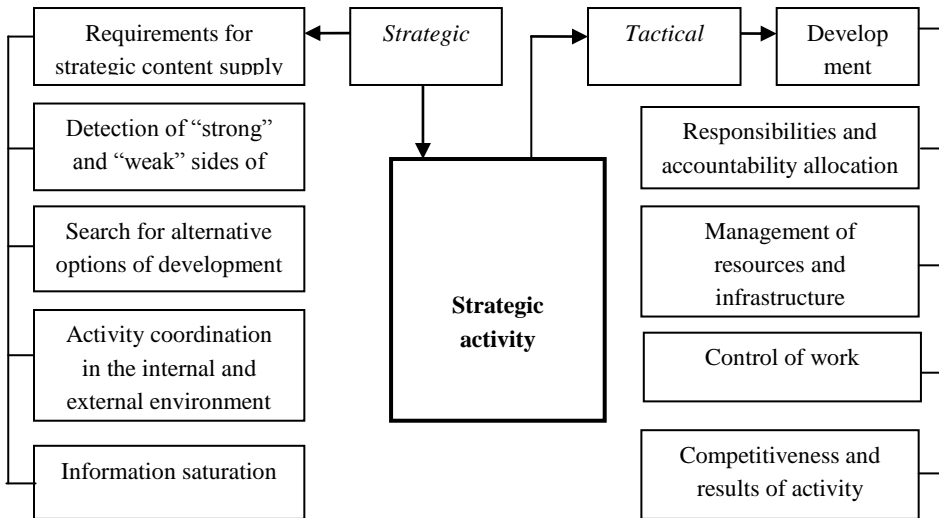 Requirements for
strategic content supply
Strategic
Tactical
Develop
ment
Detection of “strong”
and “weak” sides of
Responsibilities and
accountability allocation
Search for alternative
options of development
Management of
resources and
infrastructure
Strategic
activity
Activity coordination
in the internal and
external environment
Control of work
Information saturation
Competitiveness and
results of activity